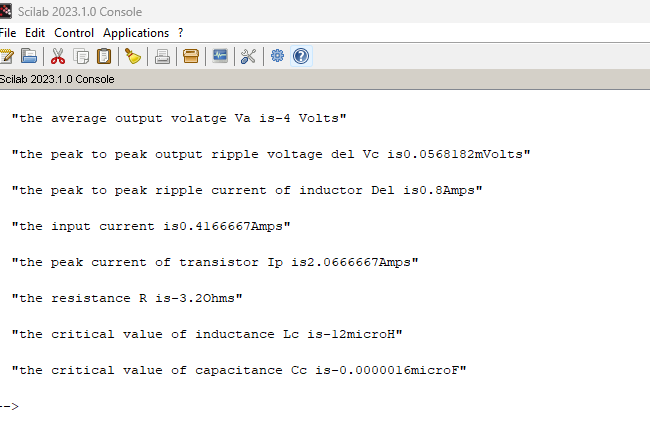 Scilab 2023.1.0 Console
File Edit Control Applications ?
Scilab 2023.1.0 Console
"the average output volatge Va is-4 Volts"
"the peak to peak output ripple voltage del Vc is0.0568182mVolts"
"the peak to peak ripple current of inductor Del is0.8Amps"
"the input current is0.4166667Amps"
"the peak current of transistor Ip is2.0666667Amps"
"the resistance R is-3.2Ohms"
"the critical value of inductance Lc is-12microH"
"the critical value of capacitance Cc is-0.0000016microF"
-->